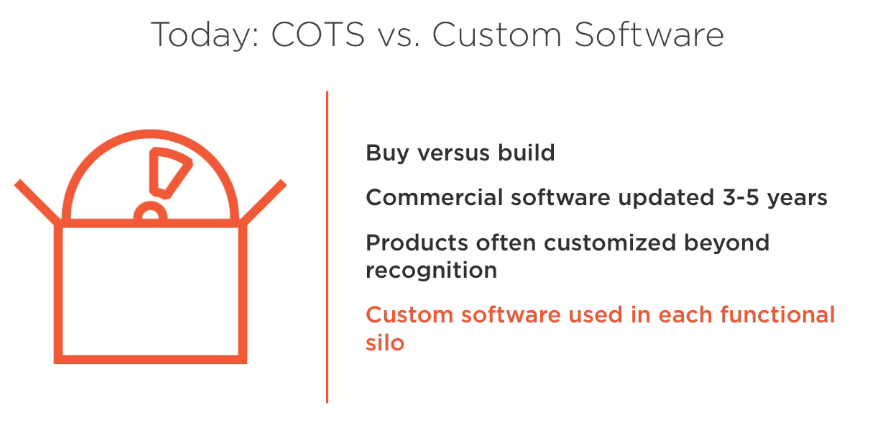 Today: COTS vs. Custom Software
Buy versus build
Commercial software updated 3-5 years
Products often customized beyond
recognition
Custom software used in each functional
silo